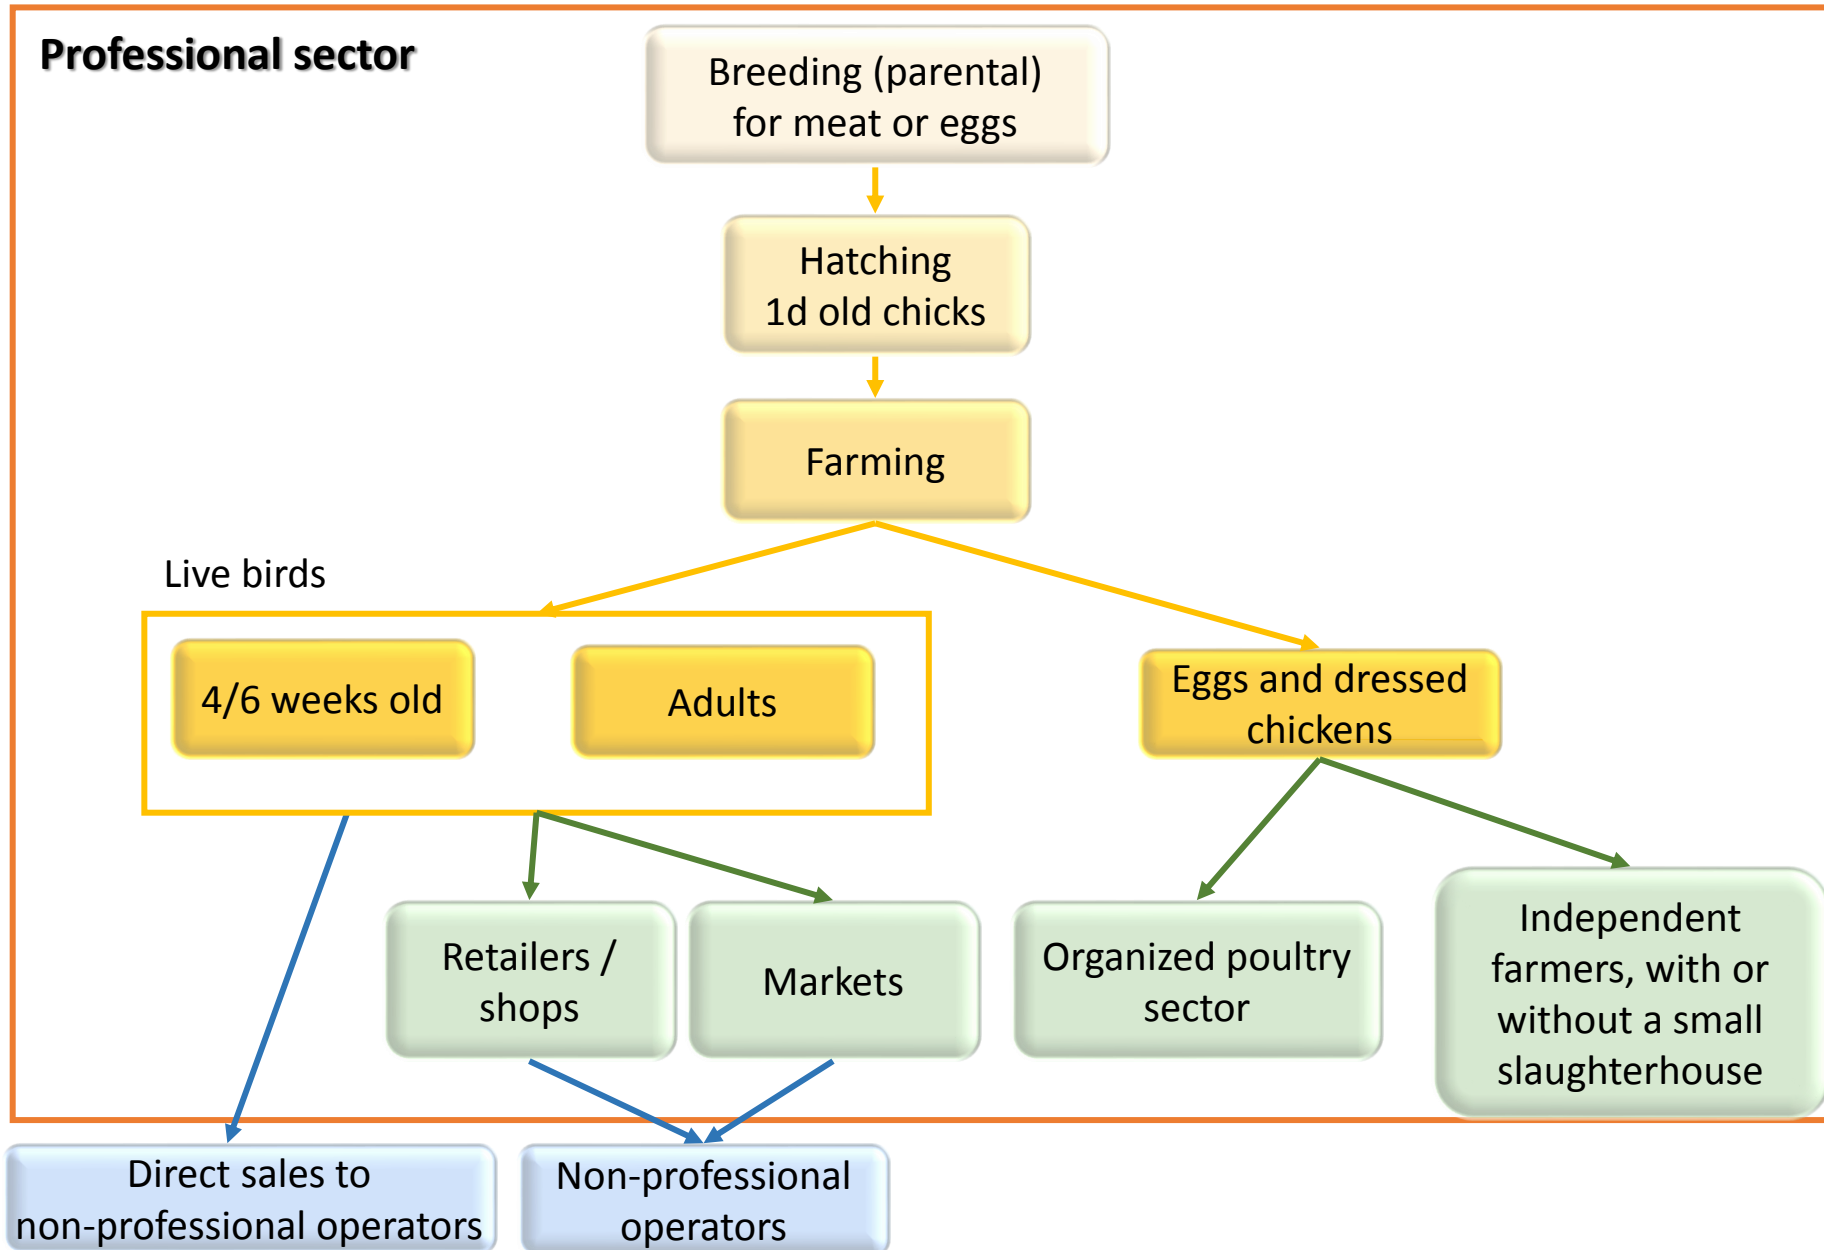 Professional sector
Breeding (parental)
for meat or eggs
Hatching
1d old chicks
Farming
Live birds
4/6 weeks old
Adults
Eggs and dressed
chickens
Retailers /
shops
Markets
Organized poultry
sector
Independent
farmers, with or
without a small
slaughterhouse
Direct sales to
non-professional operators
Non-professional
operators